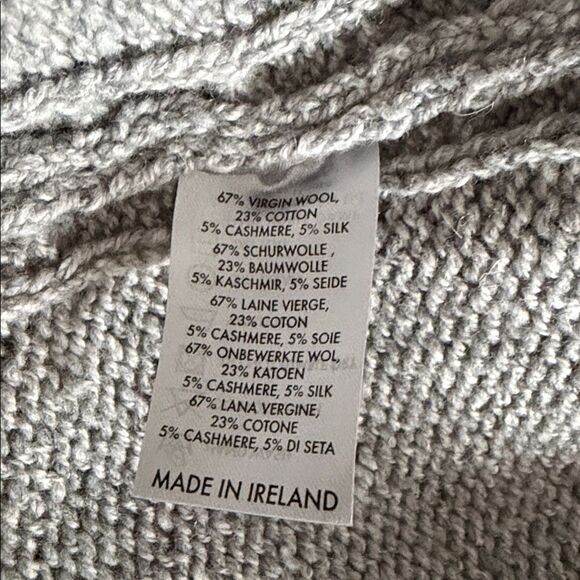 67% VIRGIN WOOL,
23% COTTON
5% CASHMERE, 5% SILK
67% SCHURWOLLE ,
23% BAUMWOLLE
5% KASCHMIR, 5% SEIDE
67% LAINE VIERGE,
23% COTON
5% CASHMERE, 5% SOIE
67% ONBEWERKTE WOL,
23% KATOEN
5% CASHMERE, 5% SILK
67% LANA VERGINE,
23% COTONE
5% CASHMERE, 5% DI SETA
MADE IN IRELAND